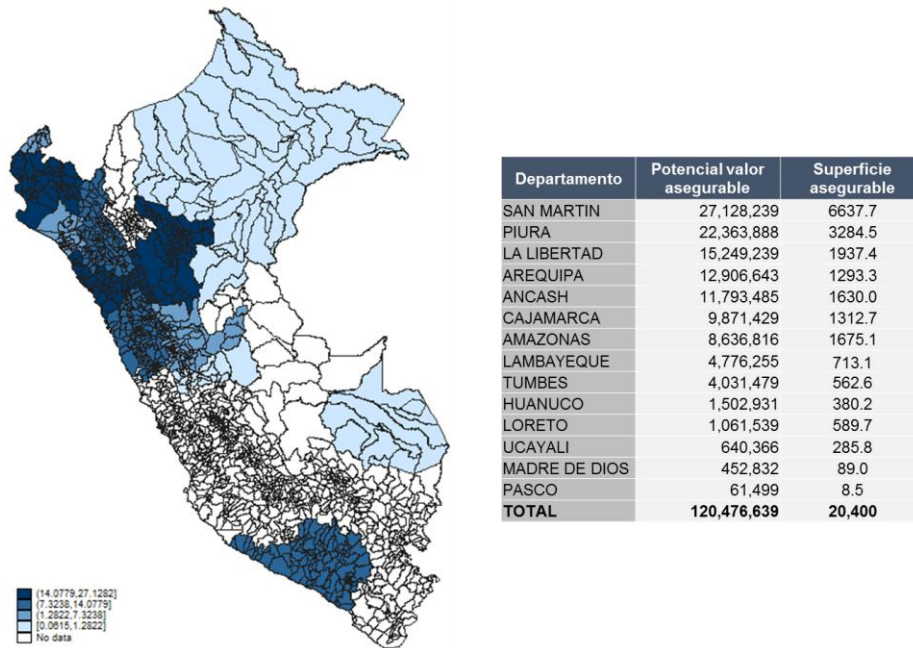 Departamento Potencial valor asegurable Superficie asegurable
SAN MARTIN 27,128,239 6637.7
PIURA 22,363,888 3284.5
LA LIBERTAD 15,249,239 1937.4
AREQUIPA 12,906,643 1293.3
ANCASH 11,793,485 1630.0
CAJAMARCA 9,871,429 1312.7
AMAZONAS 8,636,816 1675.1
LAMBAYEQUE 4,776,255 713.1
TUMBES 4,031,479 562.6
HUANUCO 1,502,931 380.2
LORETO 1,061,539 589.7
UCAYALI 640,366 285.8
MADRE DE DIOS 452,832 89.0
PASCO 61,499 8.5
TOTAL 120,476,639 20,400
(14.0779,27.1282]
(7.3238,14.0779]
(1.2822,7.3238]
[0.0615,1.2822]
No data